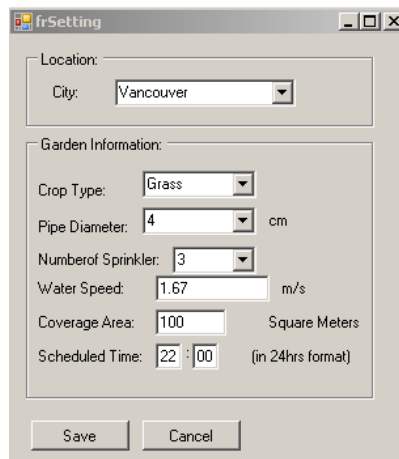 frSetting
Location:
City: Vancouver
Garden Information:
Crop Type: Grass
Pipe Diameter: 4 cm
Numberof Sprinkler: 3
Water Speed: 1.67 m/s
Coverage Area: 100 Square Meters
Scheduled Time: 22 : 00 (in 24hrs format)
Save Cancel